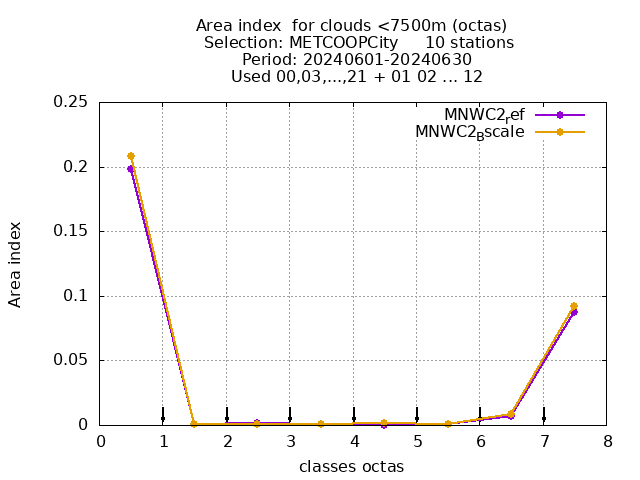 Area index  for clouds <7500m (octas)
Selection: METCOOPCity     10 stations
Period: 20240601-20240630
Used 00,03,...,21 + 01 02 ... 12
MNWC2ref
MNWC2Bscale
0.25
0.2
0.15
0.1
0.05
0
Area index
0 1 2 3 4 5 6 7 8
classes octas